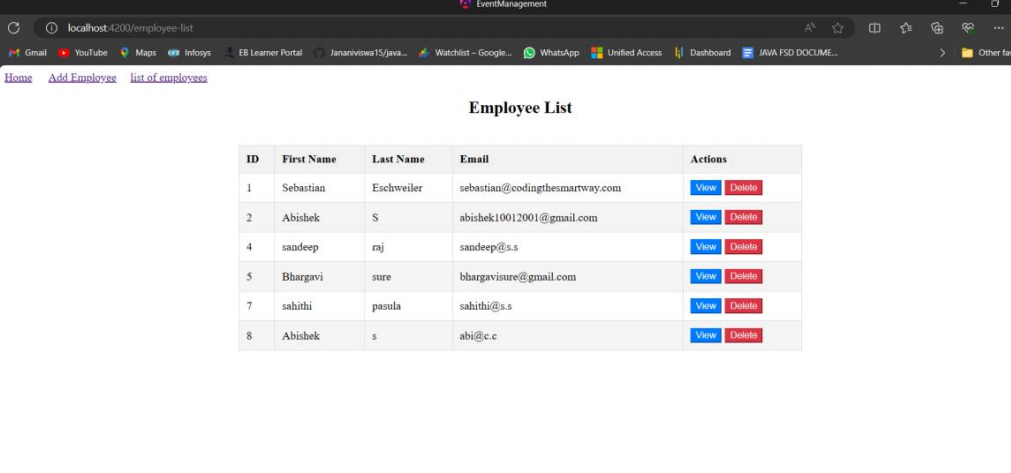 EventManagement
localhost:4200/employee-list
Gmail YouTube Maps Infosys EB Learner Portal Jananiviswa15/java... Watchlist – Google... WhatsApp Unified Access Dashboard JAVA FSD DOCUME... Other fa
Home Add Employee list of employees
Employee List
ID First Name Last Name Email Actions
1 Sebastian Eschweiler sebastian@codingthesmartway.com View Delete
2 Abishek S abishek10012001@gmail.com View Delete
4 sandeep raj sandeep@s.s View Delete
5 Bhargavi sure bhargavisure@gmail.com View Delete
7 sahithi pasula sahithi@s.s View Delete
8 Abishek s abi@c.c View Delete